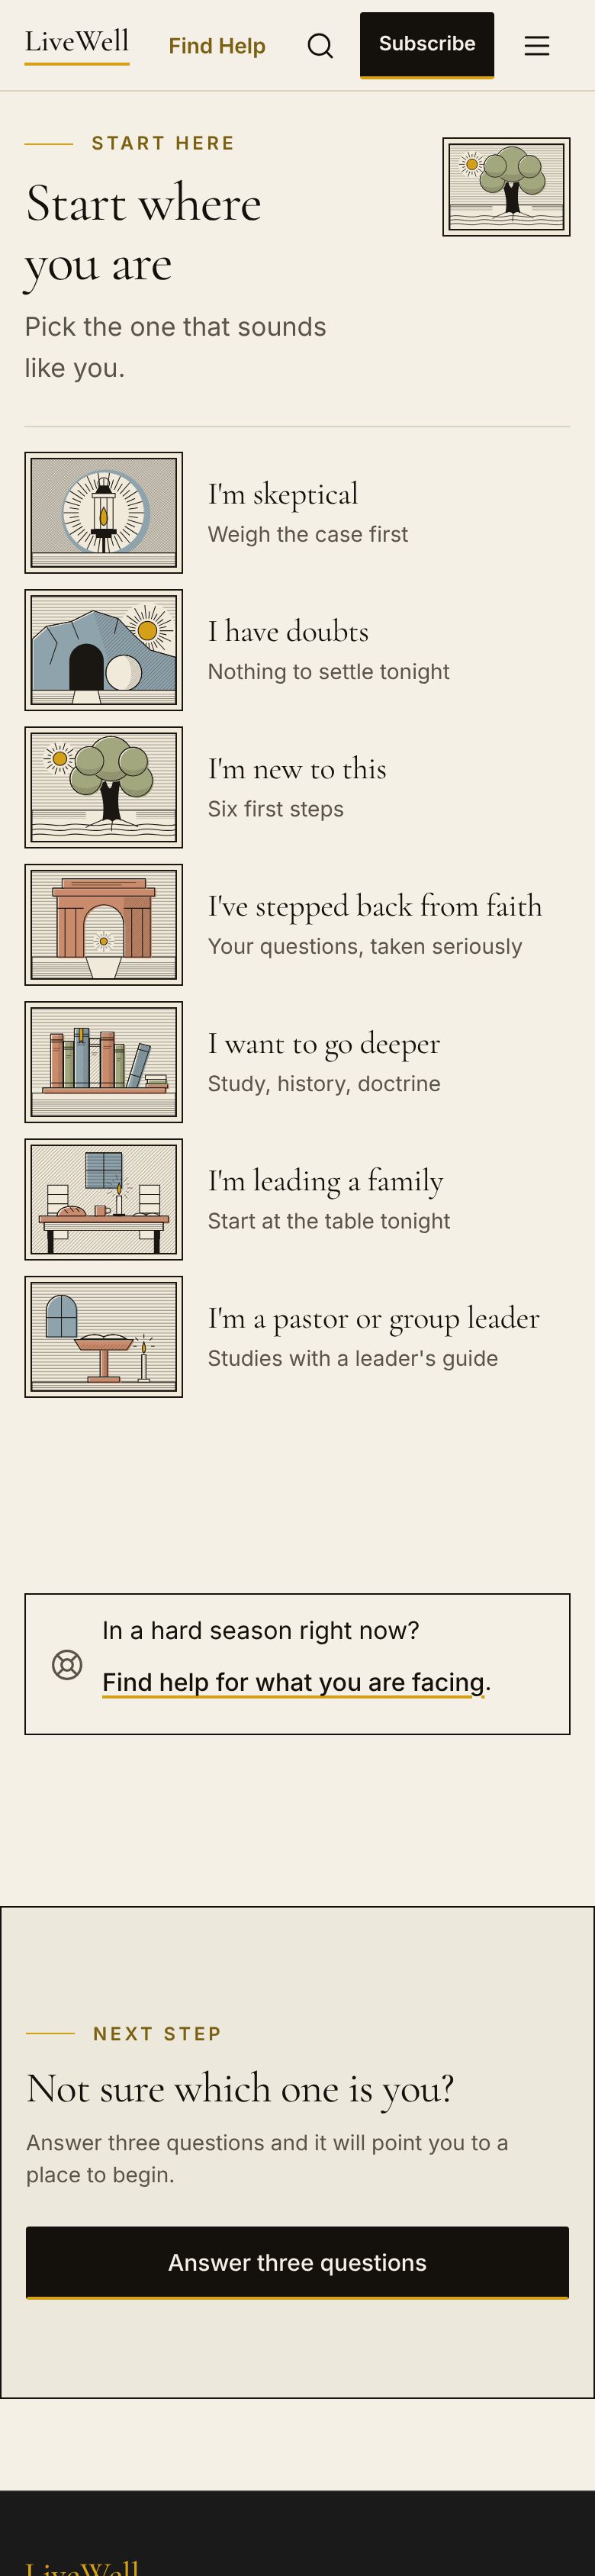 LiveWell
Find Help
Subscribe
START HERE
Start where
you are
Pick the one that sounds
like you.
I'm skeptical
Weigh the case first
I have doubts
Nothing to settle tonight
I'm new to this
Six first steps
I've stepped back from faith
Your questions, taken seriously
I want to go deeper
Study, history, doctrine
I'm leading a family
Start at the table tonight
I'm a pastor or group leader
Studies with a leader's guide
In a hard season right now?
Find help for what you are facing.
NEXT STEP
Not sure which one is you?
Answer three questions and it will point you to a
place to begin.
Answer three questions
LiveWell